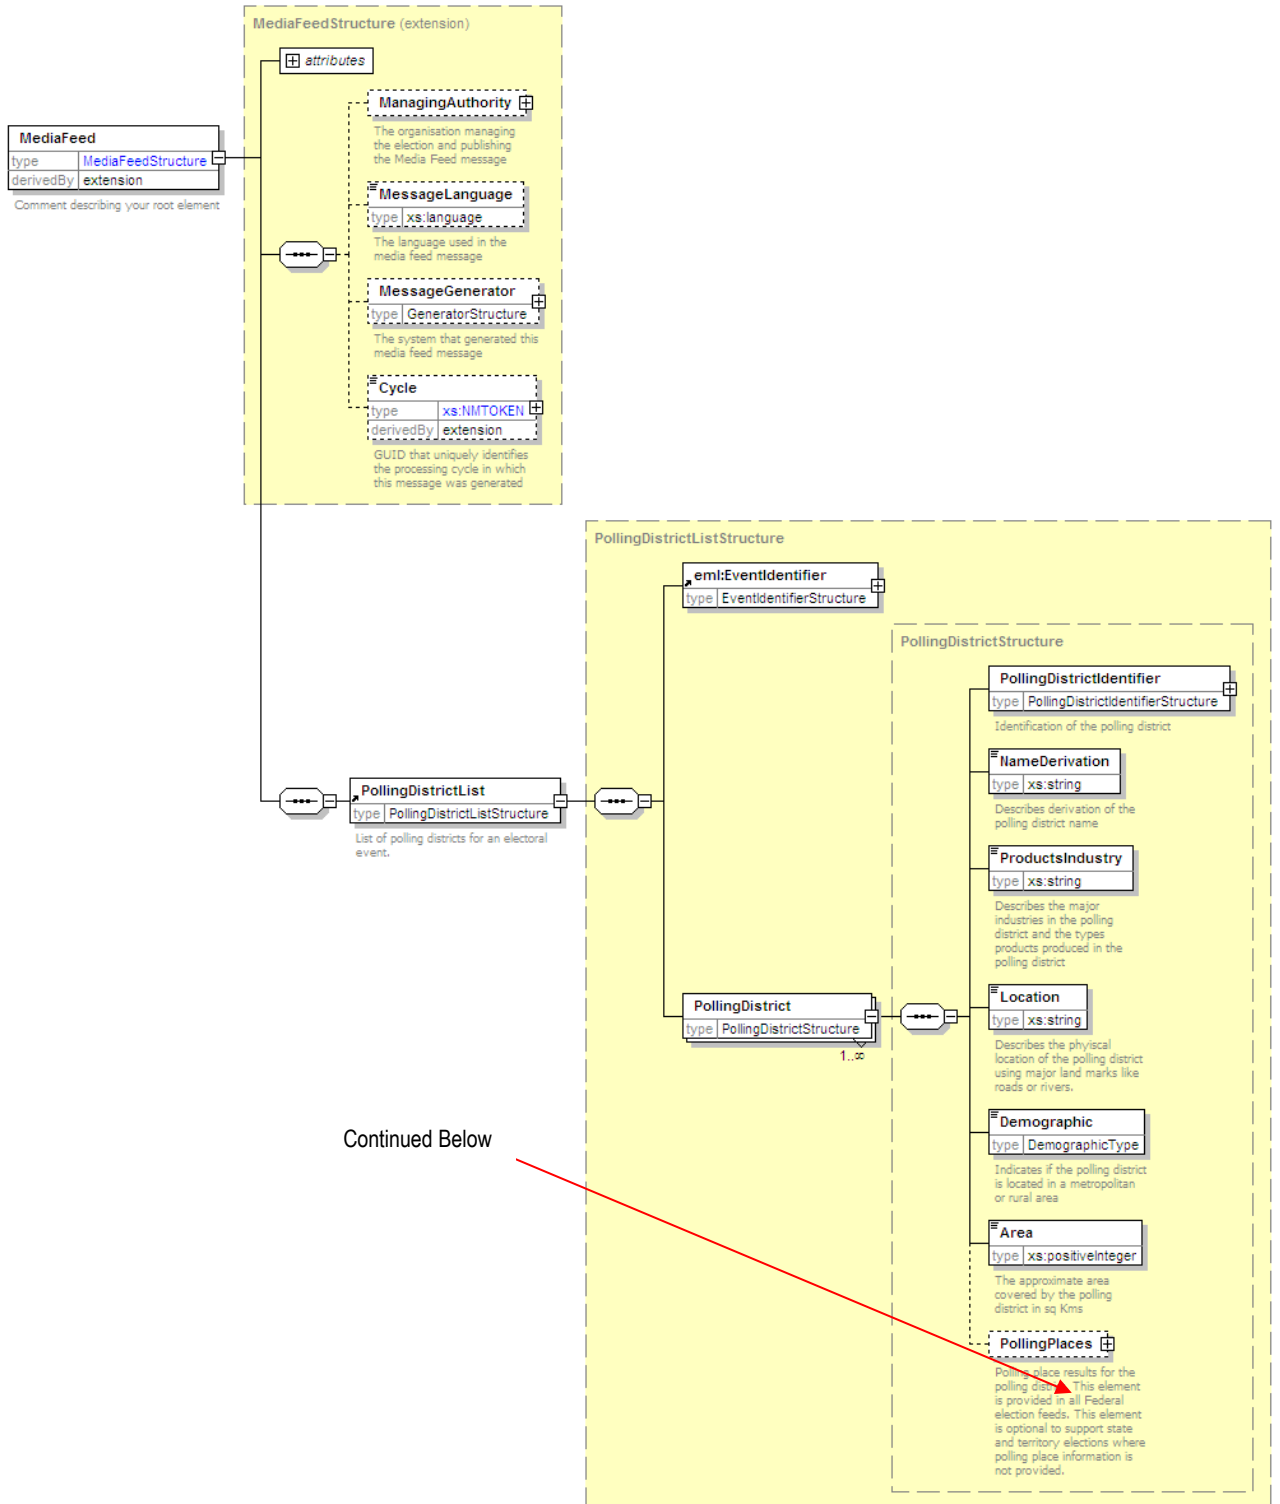 MediaFeedStructure (extension)
attributes
ManagingAuthority
The organisation managing
the election and publishing
the Media Feed message
MediaFeed
type MediaFeedStructure
derivedBy extension
Comment describing your root element
MessageLanguage
type xs:language
The language used in the
media feed message
MessageGenerator
type GeneratorStructure
The system that generated this
media feed message
Cycle
type xs:NMTOKEN
derivedBy extension
GUID that uniquely identifies
the processing cycle in which
this message was generated
PollingDistrictListStructure
eml:EventIdentifier
type EventIdentifierStructure
PollingDistrictStructure
PollingDistrictIdentifier
type PollingDistrictIdentifierStructure
Identification of the polling district
NameDerivation
type xs:string
Describes derivation of the
polling district name
PollingDistrictList
type PollingDistrictListStructure
List of polling districts for an electoral
event.
ProductsIndustry
type xs:string
Describes the major
industries in the polling
district and the types
products produced in the
polling district
PollingDistrict
type PollingDistrictStructure
1..∞
Location
type xs:string
Describes the phyiscal
location of the polling district
using major land marks like
roads or rivers.
Continued Below
Demographic
type DemographicType
Indicates if the polling district
is located in a metropolitan
or rural area
Area
type xs:positiveInteger
The approximate area
covered by the polling
district in sq Kms
PollingPlaces
Polling place results for the
polling district. This element
is provided in all Federal
election feeds. This element
is optional to support state
and territory elections where
polling place information is
not provided.